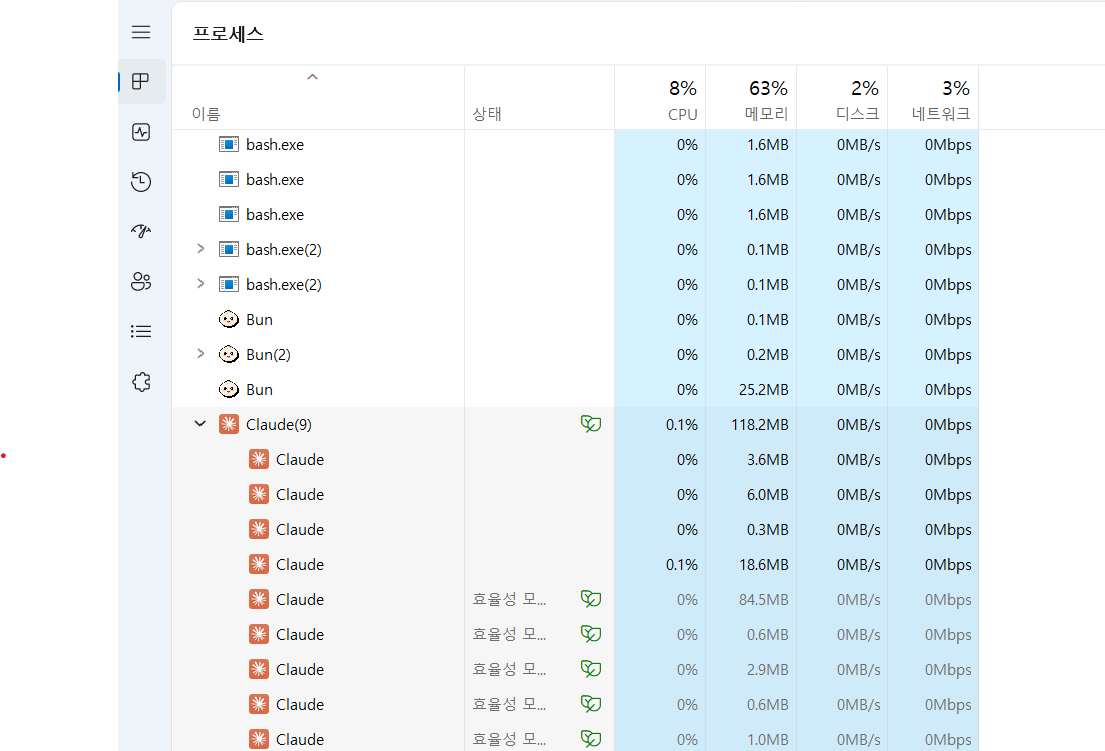 프로세스
8% 63% 2% 3%
이름 상태 CPU 메모리 디스크 네트워크
bash.exe 0% 1.6MB 0MB/s 0Mbps
bash.exe 0% 1.6MB 0MB/s 0Mbps
bash.exe 0% 1.6MB 0MB/s 0Mbps
bash.exe(2) 0% 0.1MB 0MB/s 0Mbps
bash.exe(2) 0% 0.1MB 0MB/s 0Mbps
Bun 0% 0.1MB 0MB/s 0Mbps
Bun(2) 0% 0.2MB 0MB/s 0Mbps
Bun 0% 25.2MB 0MB/s 0Mbps
Claude(9) 0.1% 118.2MB 0MB/s 0Mbps
Claude 0% 3.6MB 0MB/s 0Mbps
Claude 0% 6.0MB 0MB/s 0Mbps
Claude 0% 0.3MB 0MB/s 0Mbps
Claude 0.1% 18.6MB 0MB/s 0Mbps
Claude 효율성 모... 0% 84.5MB 0MB/s 0Mbps
Claude 효율성 모... 0% 0.6MB 0MB/s 0Mbps
Claude 효율성 모... 0% 2.9MB 0MB/s 0Mbps
Claude 효율성 모... 0% 0.6MB 0MB/s 0Mbps
Claude 효율성 모... 0% 1.0MB 0MB/s 0Mbps